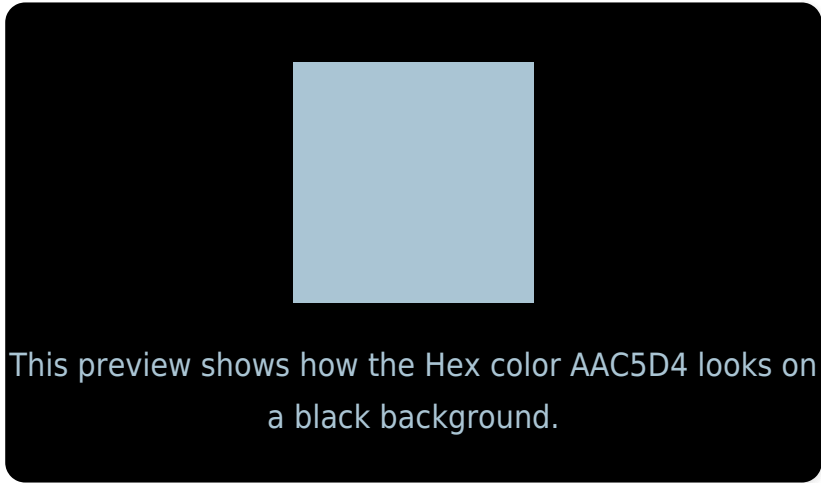 This preview shows how the Hex color AAC5D4 looks on
a black background.